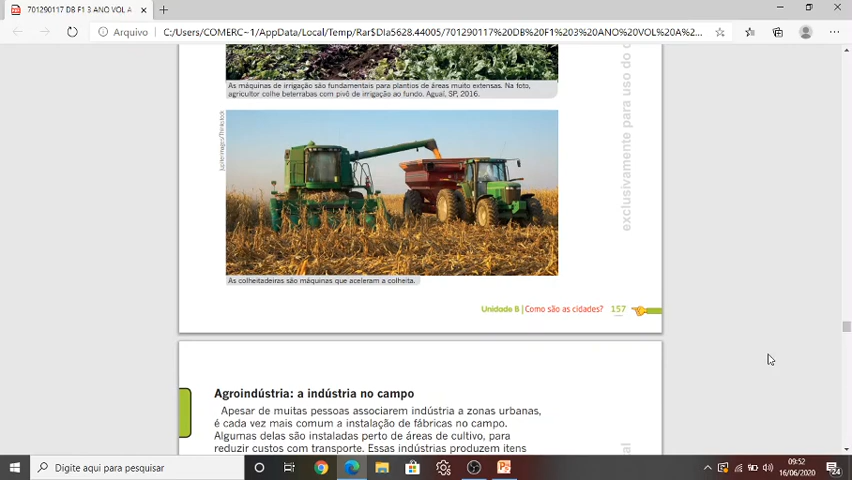 701290117 DB F1 3 ANO VOL A
Arquivo
C:/Users/COMERC~1/AppData/Local/Temp/Rar$DIa5628.44005/701290117%20DB%20F1%203%20ANO%20VOL%20A%2...
As máquinas de irrigação são fundamentais para plantios de áreas muito extensas. Na foto,
agricultor colhe beterrabas com pivô de irrigação ao fundo. Aguaí, SP, 2016.
exclusivamente para uso do
As colheitadeiras são máquinas que aceleram a colheita.
Unidade 8 | Como são as cidades? 157
Agroindústria: a indústria no campo
Apesar de muitas pessoas associarem indústria a zonas urbanas,
é cada vez mais comum a instalação de fábricas no campo.
Algumas delas são instaladas perto de áreas de cultivo, para
reduzir custos com transporte. Essas indústrias produzem itens
Digite aqui para pesquisar
09:52
16/06/2020
24